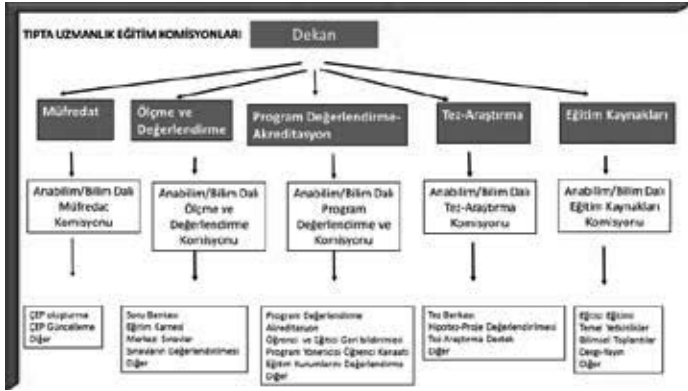 TIPTA UZMANLIK EĞİTİM KOMİSYONLARI
Dekan
Müfredat
Ölçme ve
Değerlendirme
Program Değerlendirme-
Akreditasyon
Tez-Araştırma
Eğitim Kaynakları
Anabilim/Bilim Dalı
Müfredat
Komisyonu
Anabilim/Bilim Dalı
Ölçme ve
Değerlendirme
Komisyonu
Anabilim/Bilim Dalı
Program
Değerlendirme ve
Komisyonu
Anabilim/Bilim Dalı
Tez-Araştırma
Komisyonu
Anabilim/Bilim Dalı
Eğitim Kaynakları
Komisyonu
ÇEP oluşturma
ÇEP Güncelleme
Diğer
Soru Bankası
Eğitim Karnesi
Merkezi Sınavlar
Sınavların Değerlendirilmesi
Diğer
Program Değerlendirme
Akreditasyon
Öğrenci ve Eğitici Geri bildirimleri
Program Yöneticisi Öğrenci Kanaati
Eğitim Kurumlarını Değerlendirme
Diğer
Tez Bankası
Hipotez-Proje Değerlendirilmesi
Tez Araştırma Destek
Diğer
Eğitici Eğitimi
Temel Yetkinlikler
Bilimsel Toplantılar
Dergi-Yayın
Diğer